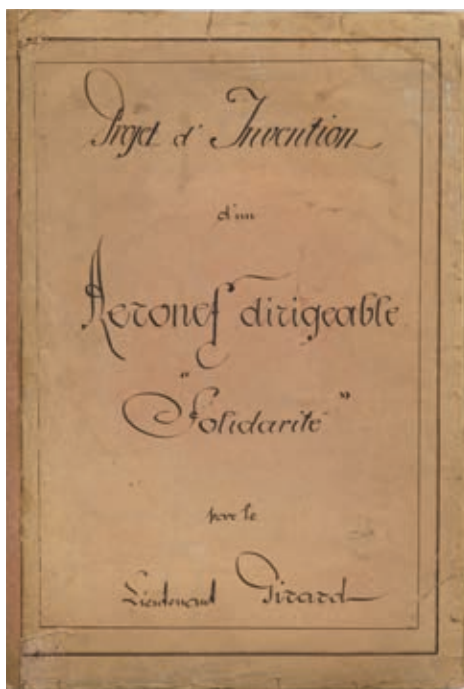 Projet d'Invention
d'un
Aeronef dirigeable
"Solidarité"
par le
Lieutenant Girard